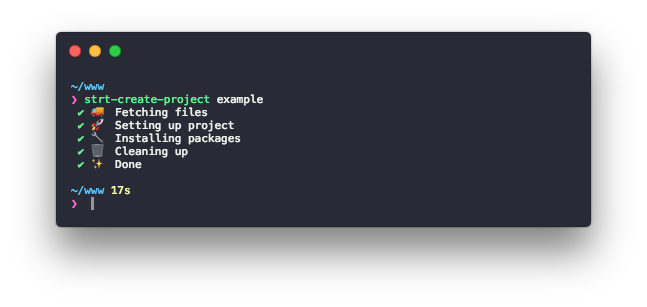 ~/www
❯ strt-create-project example
✔ 🚚 Fetching files
✔ 🚀 Setting up project
✔ 🔧 Installing packages
✔ 🗑 Cleaning up
✔ ✨ Done
~/www 17s
❯